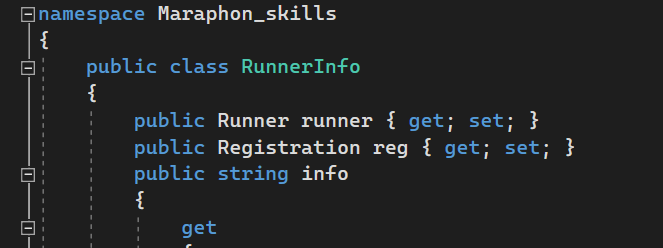 namespace Maraphon_skills
{
public class RunnerInfo
{
public Runner runner { get; set; }
public Registration reg { get; set; }
public string info
{
get